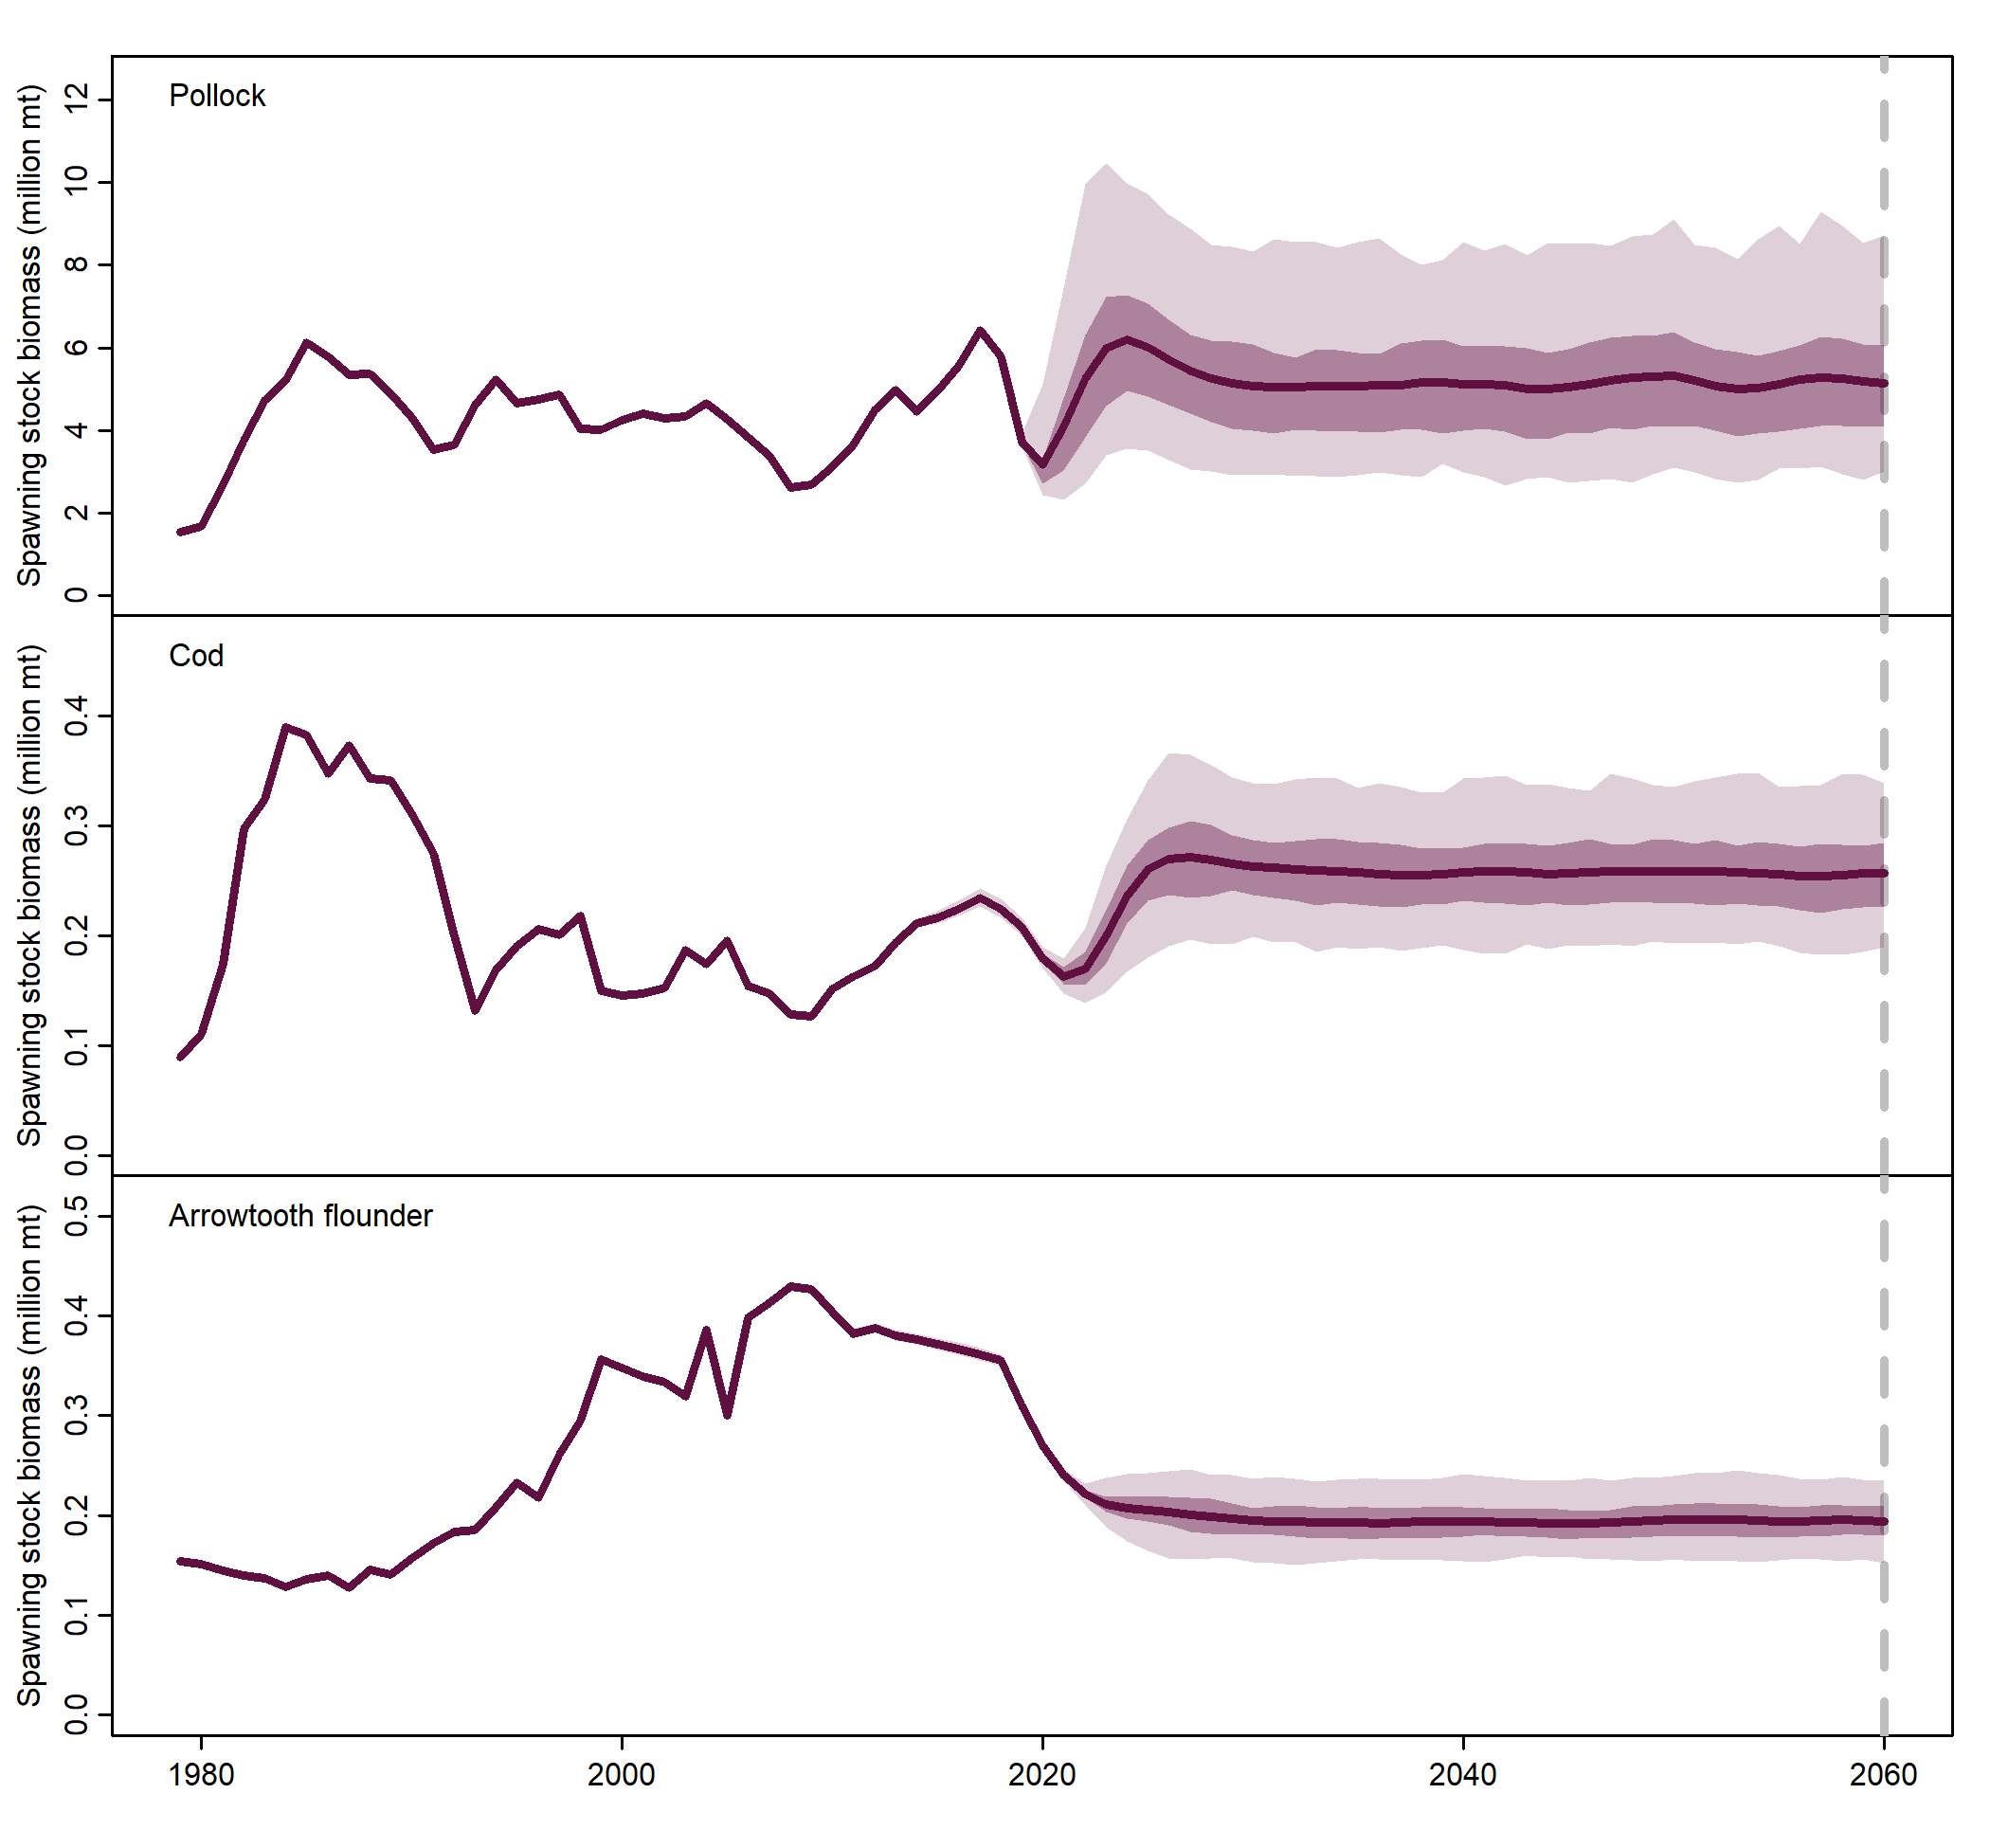 Pollock
Spawning stock biomass (million mt)
12
10
8
6
4
2
0
Cod
Spawning stock biomass (million mt)
0.4
0.3
0.2
0.1
0.0
Arrowtooth flounder
Spawning stock biomass (million mt)
0.5
0.4
0.3
0.2
0.1
0.0
1980 2000 2020 2040 2060